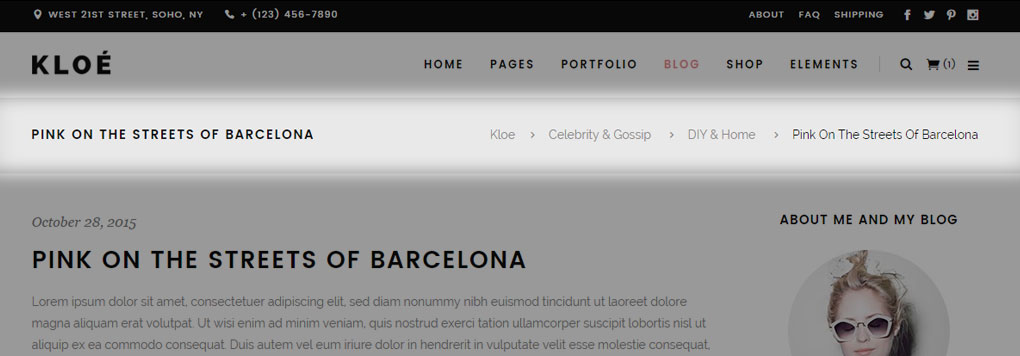 WEST 21ST STREET, SOHO, NY + (123) 456-7890 ABOUT FAQ SHIPPING
KLOÉ HOME PAGES PORTFOLIO BLOG SHOP ELEMENTS (1)
PINK ON THE STREETS OF BARCELONA Kloe > Celebrity & Gossip > DIY & Home > Pink On The Streets Of Barcelona
October 28, 2015
PINK ON THE STREETS OF BARCELONA
Lorem ipsum dolor sit amet, consectetuer adipiscing elit, sed diam nonummy nibh euismod tincidunt ut laoreet dolore
magna aliquam erat volutpat. Ut wisi enim ad minim veniam, quis nostrud exerci tation ullamcorper suscipit lobortis nisl ut
aliquip ex ea commodo consequat. Duis autem vel eum iriure dolor in hendrerit in vulputate velit esse molestie consequat,
ABOUT ME AND MY BLOG